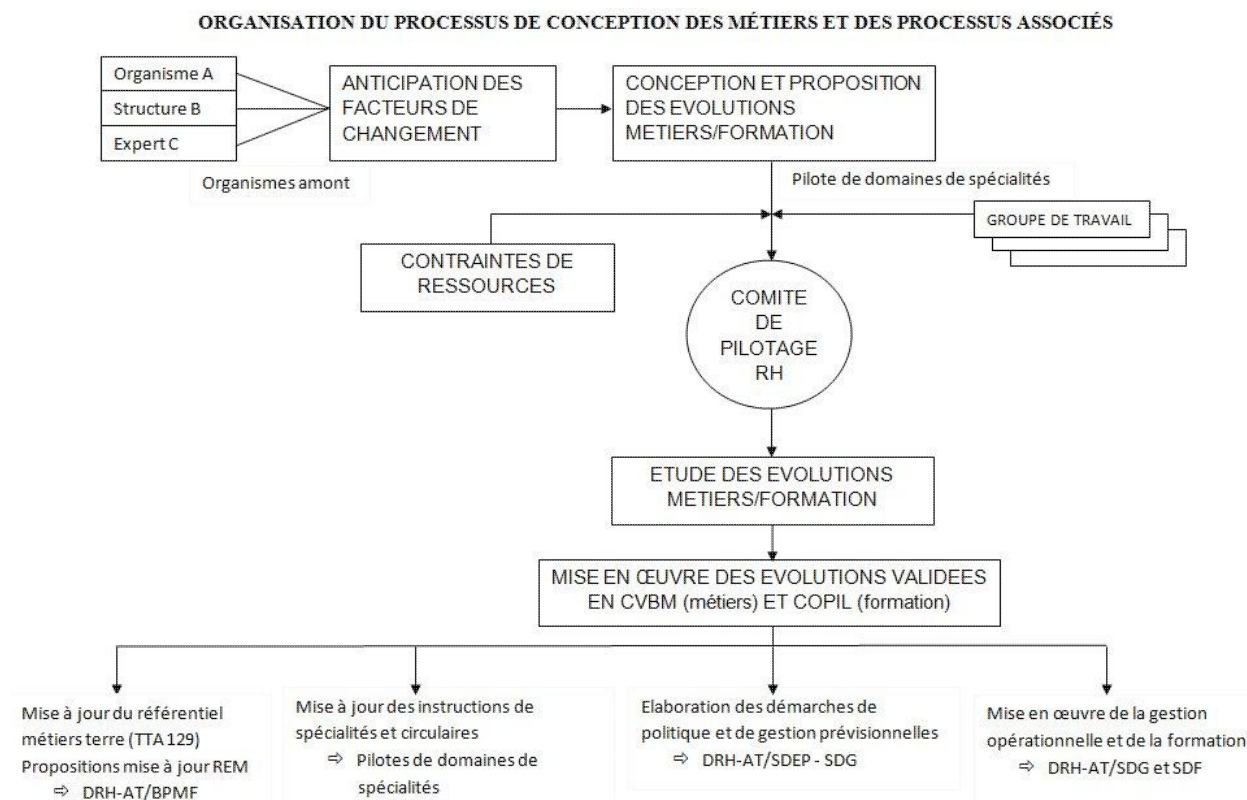 ORGANISATION DU PROCESSUS DE CONCEPTION DES MÉTIERS ET DES PROCESSUS ASSOCIÉS
Organisme A
Structure B
Expert C
Organismes amont
ANTICIPATION DES
FACTEURS DE
CHANGEMENT
CONCEPTION ET PROPOSITION
DES EVOLUTIONS
METIERS/FORMATION
Pilote de domaines de spécialités
GROUPE DE TRAVAIL
CONTRAINTES DE
RESSOURCES
COMITE
DE
PILOTAGE
RH
ETUDE DES EVOLUTIONS
METIERS/FORMATION
MISE EN ŒUVRE DES EVOLUTIONS VALIDEES
EN CVBM (métiers) ET COPIL (formation)
Mise à jour du référentiel
métiers terre (TTA 129)
Propositions mise à jour REM
⇨ DRH-AT/BPMF
Mise à jour des instructions de
spécialités et circulaires
⇨ Pilotes de domaines de
spécialités
Elaboration des démarches de
politique et de gestion prévisionnelles
⇨ DRH-AT/SDEP - SDG
Mise en œuvre de la gestion
opérationnelle et de la formation
⇨ DRH-AT/SDG et SDF